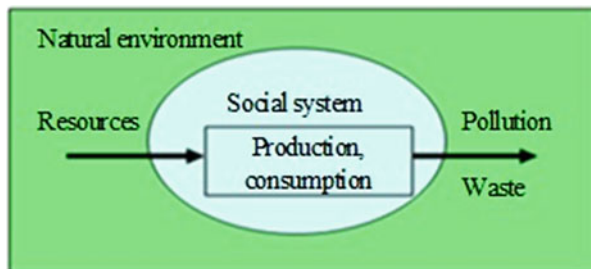 Natural environment
Social system
Resources
Production,
consumption
Pollution
Waste